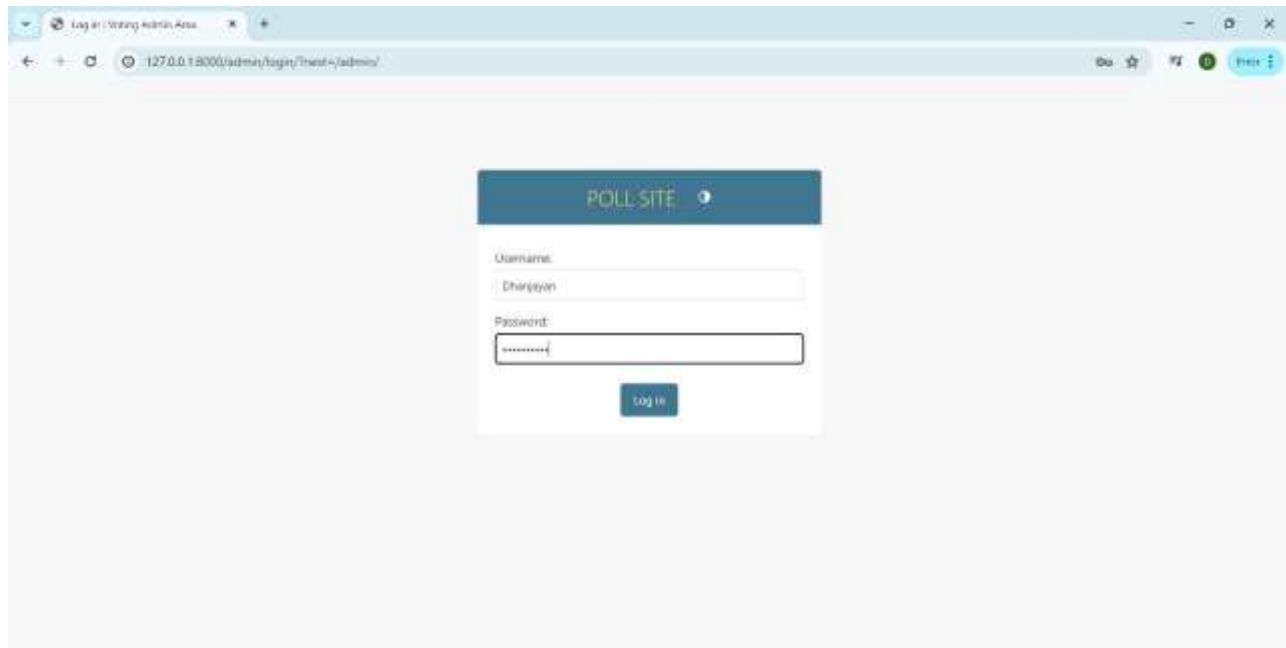 Log in | Voting Admin Area
127.0.0.1:8000/admin/login/?next=/admin/
D
POLL SITE
Username:
Dhanjayan
Password:
Log in